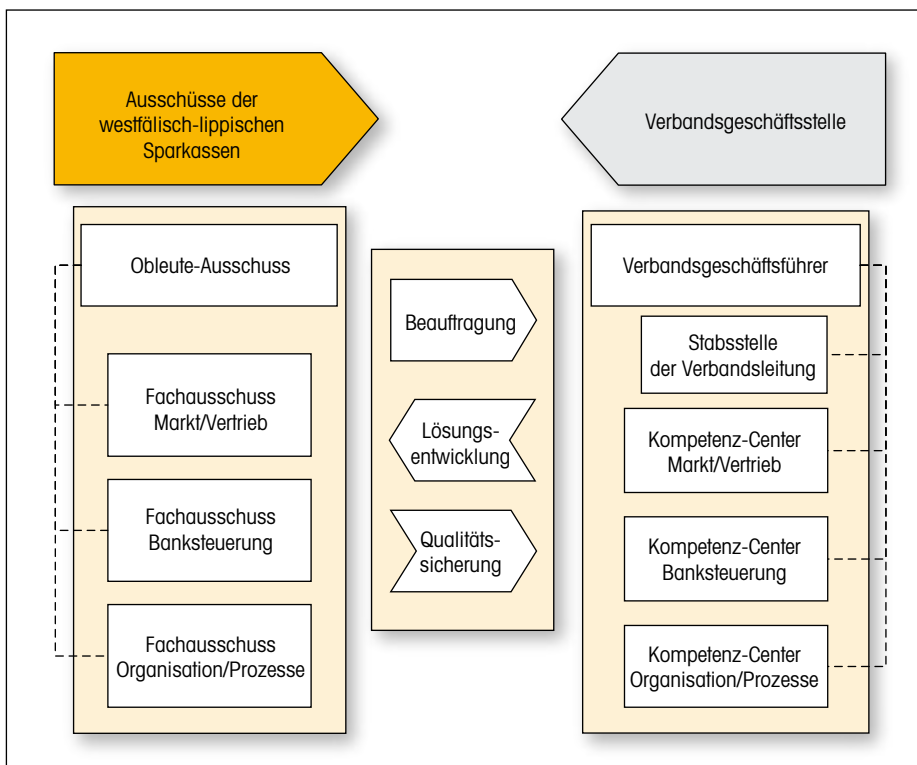 Ausschüsse der
westfälisch-lippischen
Sparkassen
Verbandsgeschäftsstelle
Obleute-Ausschuss
Fachausschuss
Markt/Vertrieb
Fachausschuss
Banksteuerung
Fachausschuss
Organisation/Prozesse
Beauftragung
Lösungs-
entwicklung
Qualitäts-
sicherung
Verbandsgeschäftsführer
Stabsstelle
der Verbandsleitung
Kompetenz-Center
Markt/Vertrieb
Kompetenz-Center
Banksteuerung
Kompetenz-Center
Organisation/Prozesse